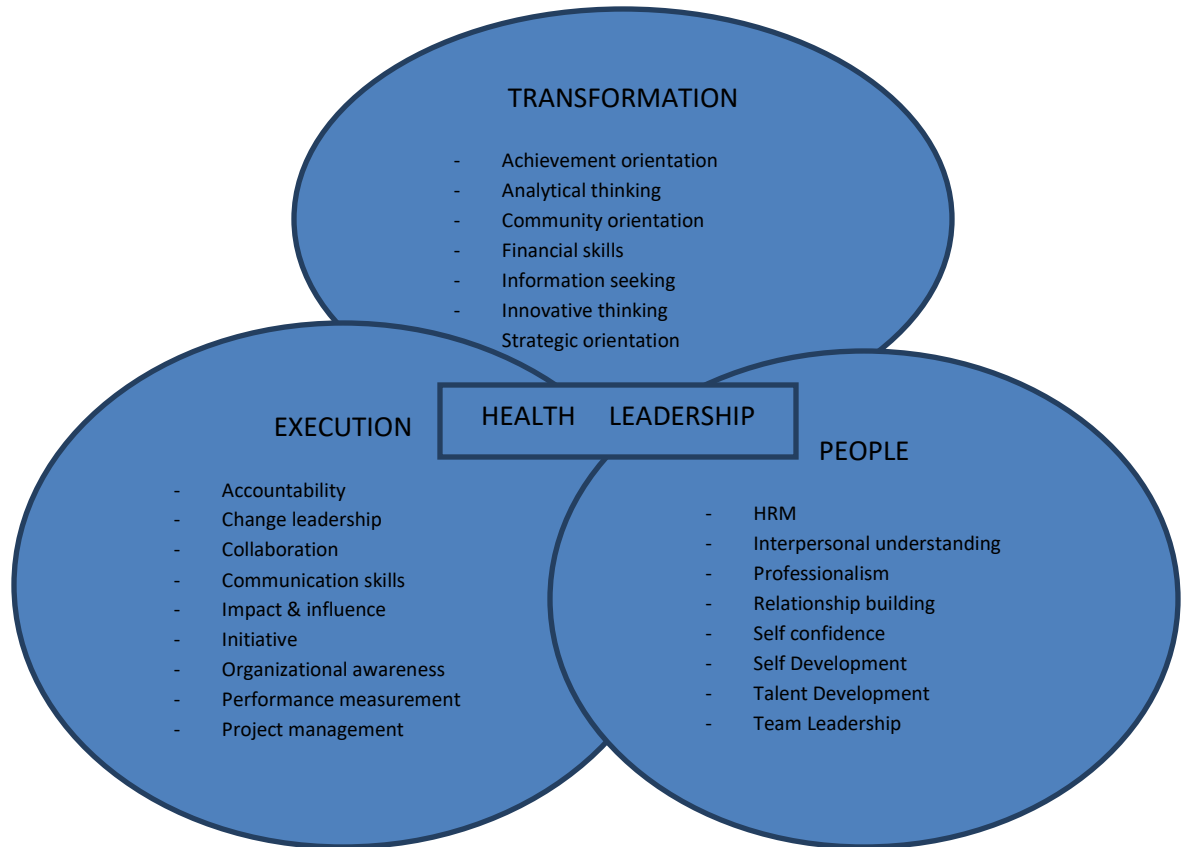 TRANSFORMATION
- Achievement orientation
- Analytical thinking
- Community orientation
- Financial skills
- Information seeking
- Innovative thinking
Strategic orientation
HEALTH LEADERSHIP
EXECUTION
- Accountability
- Change leadership
- Collaboration
- Communication skills
- Impact & influence
- Initiative
- Organizational awareness
- Performance measurement
- Project management
PEOPLE
- HRM
- Interpersonal understanding
- Professionalism
- Relationship building
- Self confidence
- Self Development
- Talent Development
- Team Leadership